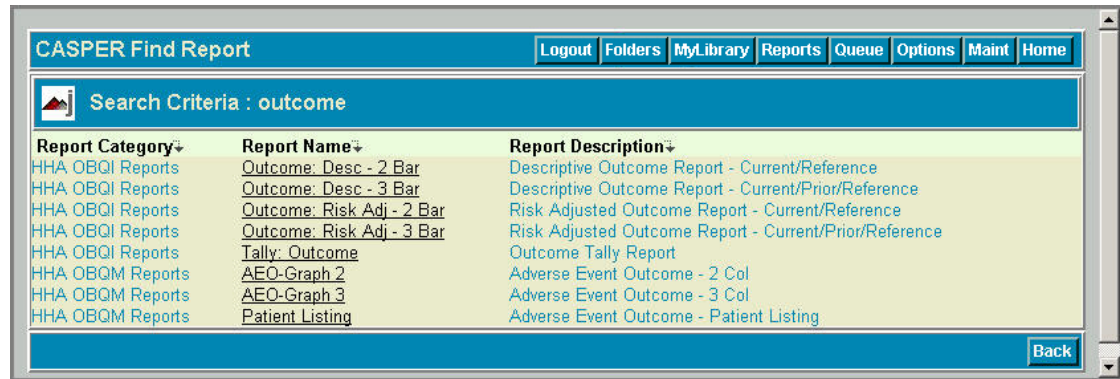 CASPER Find Report Logout Folders MyLibrary Reports Queue Options Maint Home
Search Criteria : outcome
Report Category Report Name Report Description
HHA OBQI Reports Outcome: Desc - 2 Bar Descriptive Outcome Report - Current/Reference
HHA OBQI Reports Outcome: Desc - 3 Bar Descriptive Outcome Report - Current/Prior/Reference
HHA OBQI Reports Outcome: Risk Adj - 2 Bar Risk Adjusted Outcome Report - Current/Reference
HHA OBQI Reports Outcome: Risk Adj - 3 Bar Risk Adjusted Outcome Report - Current/Prior/Reference
HHA OBQI Reports Tally: Outcome Outcome Tally Report
HHA OBQM Reports AEO-Graph 2 Adverse Event Outcome - 2 Col
HHA OBQM Reports AEO-Graph 3 Adverse Event Outcome - 3 Col
HHA OBQM Reports Patient Listing Adverse Event Outcome - Patient Listing
Back